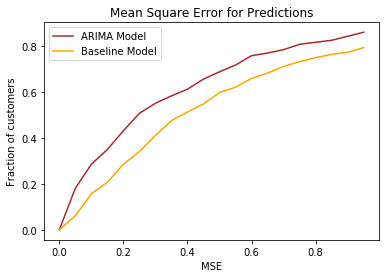 Mean Square Error for Predictions
ARIMA Model
Baseline Model
Fraction of customers
0.8
0.6
0.4
0.2
0.0
0.0 0.2 0.4 0.6 0.8
MSE